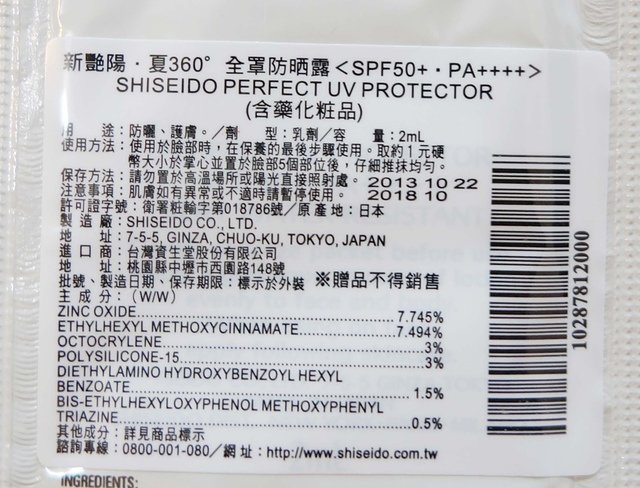 新艷陽・夏360° 全罩防晒露<SPF50+・PA++++>
SHISEIDO PERFECT UV PROTECTOR
(含藥化粧品)
用 途：防曬、護膚。／劑 型：乳劑／容 量：2mL
使用方法：使用於臉部時，在保養的最後步驟使用。取約１元硬
幣大小於掌心並置於臉部5個部位後，仔細推抹均勻。
保存方法：請勿置於高溫場所或陽光直接照射處。 2013 10 22
注意事項：肌膚如有異常或不適時請暫停使用。 2018 10
許可證字號：衛署粧輸字第018786號／原 產 地：日本
製 造 廠：SHISEIDO CO., LTD.
地 址：7-5-5, GINZA, CHUO-KU, TOKYO, JAPAN
進 口 商：台灣資生堂股份有限公司
地 址：桃園縣中壢市西園路148號
批號、製造日期、保存期限：標示於外裝 ※贈品不得銷售
主 成 分：(W/W)
ZINC OXIDE 7.745%
ETHYLHEXYL METHOXYCINNAMATE 7.494%
OCTOCRYLENE 3%
POLYSILICONE-15 3%
DIETHYLAMINO HYDROXYBENZOYL HEXYL
BENZOATE 1.5%
BIS-ETHYLHEXYLOXYPHENOL METHOXYPHENYL
TRIAZINE 0.5%
其他成分：詳見商品標示
諮詢專線：0800-001-080／網 址：http://www.shiseido.com.tw
10287812000
INGREDIENTS: